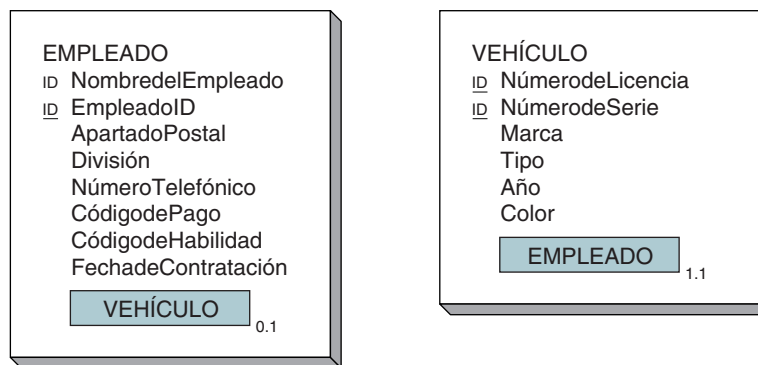 EMPLEADO
ID NombredelEmpleado
ID EmpleadoID
ApartadoPostal
División
NúmeroTelefónico
CódigodePago
CódigodeHabilidad
FechadeContratación
VEHÍCULO
0.1
VEHÍCULO
ID NúmerodeLicencia
ID NúmerodeSerie
Marca
Tipo
Año
Color
EMPLEADO
1.1